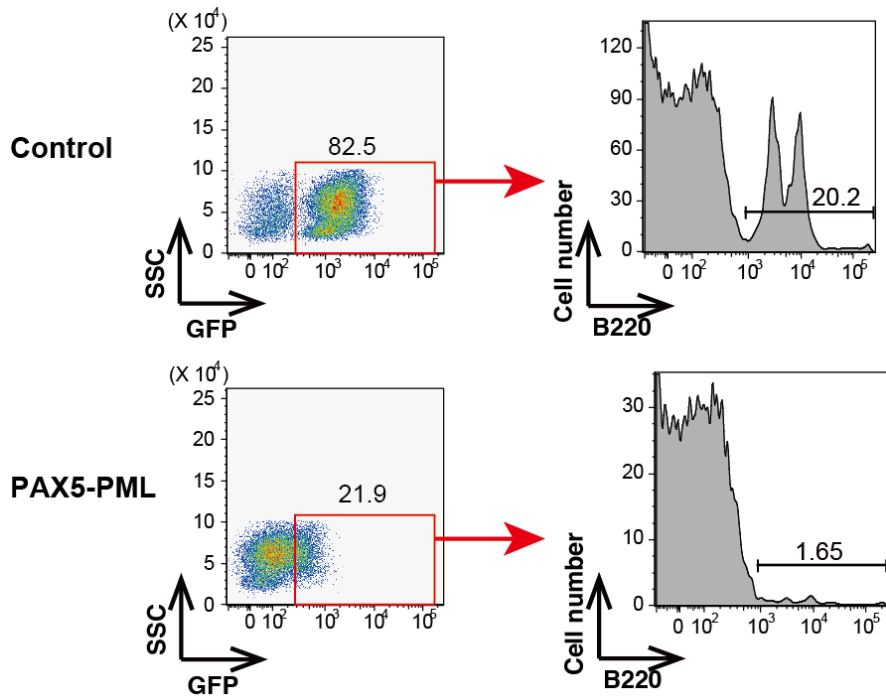 Control
(X 10⁴)
25
20
15
10
5
0
82.5
0 10² 10³ 10⁴ 10⁵
SSC
GFP
120
90
60
30
0
20.2
0 10² 10³ 10⁴ 10⁵
Cell number
B220
PAX5-PML
(X 10⁴)
25
20
15
10
5
0
21.9
0 10² 10³ 10⁴ 10⁵
SSC
GFP
30
20
10
0
1.65
0 10² 10³ 10⁴ 10⁵
Cell number
B220